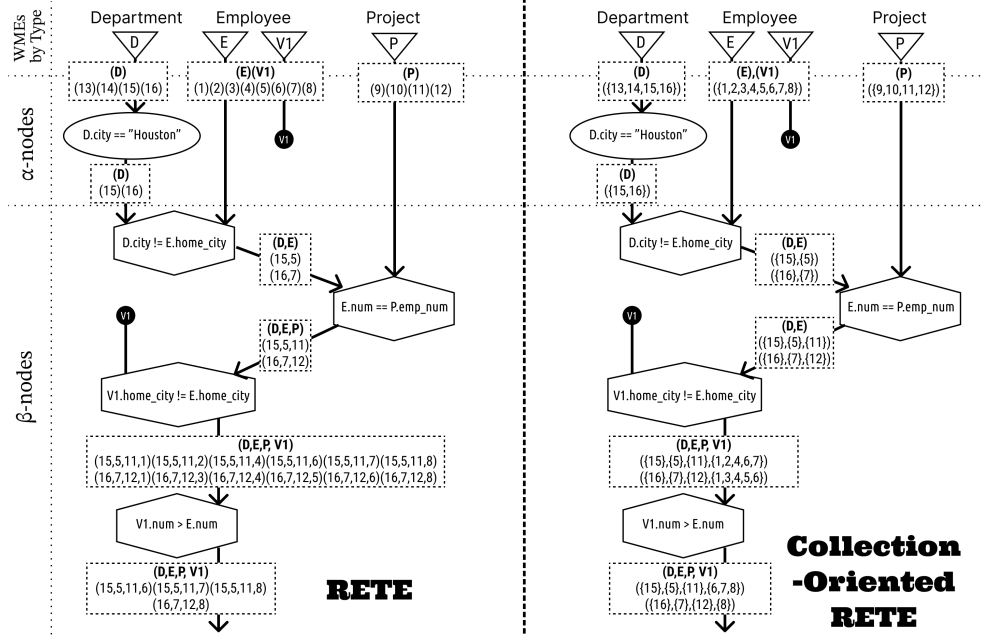 WMEs
by Type
Department
Employee
Project
D
E
V1
P
(D)
(13)(14)(15)(16)
(E)(V1)
(1)(2)(3)(4)(5)(6)(7)(8)
(P)
(9)(10)(11)(12)
α-nodes
D.city == "Houston"
V1
(D)
(15)(16)
D.city != E.home_city
(D,E)
(15,5)
(16,7)
E.num == P.emp_num
β-nodes
V1
(D,E,P)
(15,5,11)
(16,7,12)
V1.home_city != E.home_city
(D,E,P, V1)
(15,5,11,1)(15,5,11,2)(15,5,11,4)(15,5,11,6)(15,5,11,7)(15,5,11,8)
(16,7,12,1)(16,7,12,3)(16,7,12,4)(16,7,12,5)(16,7,12,6)(16,7,12,8)
V1.num > E.num
(D,E,P, V1)
(15,5,11,6)(15,5,11,7)(15,5,11,8)
(16,7,12,8)
RETE
Department
Employee
Project
D
E
V1
P
(D)
({13,14,15,16})
(E),(V1)
({1,2,3,4,5,6,7,8})
(P)
({9,10,11,12})
D.city == "Houston"
V1
(D)
({15,16})
D.city != E.home_city
(D,E)
({15},{5})
({16},{7})
E.num == P.emp_num
V1
(D,E)
({15},{5},{11})
({16},{7},{12})
V1.home_city != E.home_city
(D,E,P, V1)
({15},{5},{11},{1,2,4,6,7})
({16},{7},{12},{1,3,4,5,6})
V1.num > E.num
(D,E,P, V1)
({15},{5},{11},{6,7,8})
({16},{7},{12},{8})
Collection
-Oriented
RETE